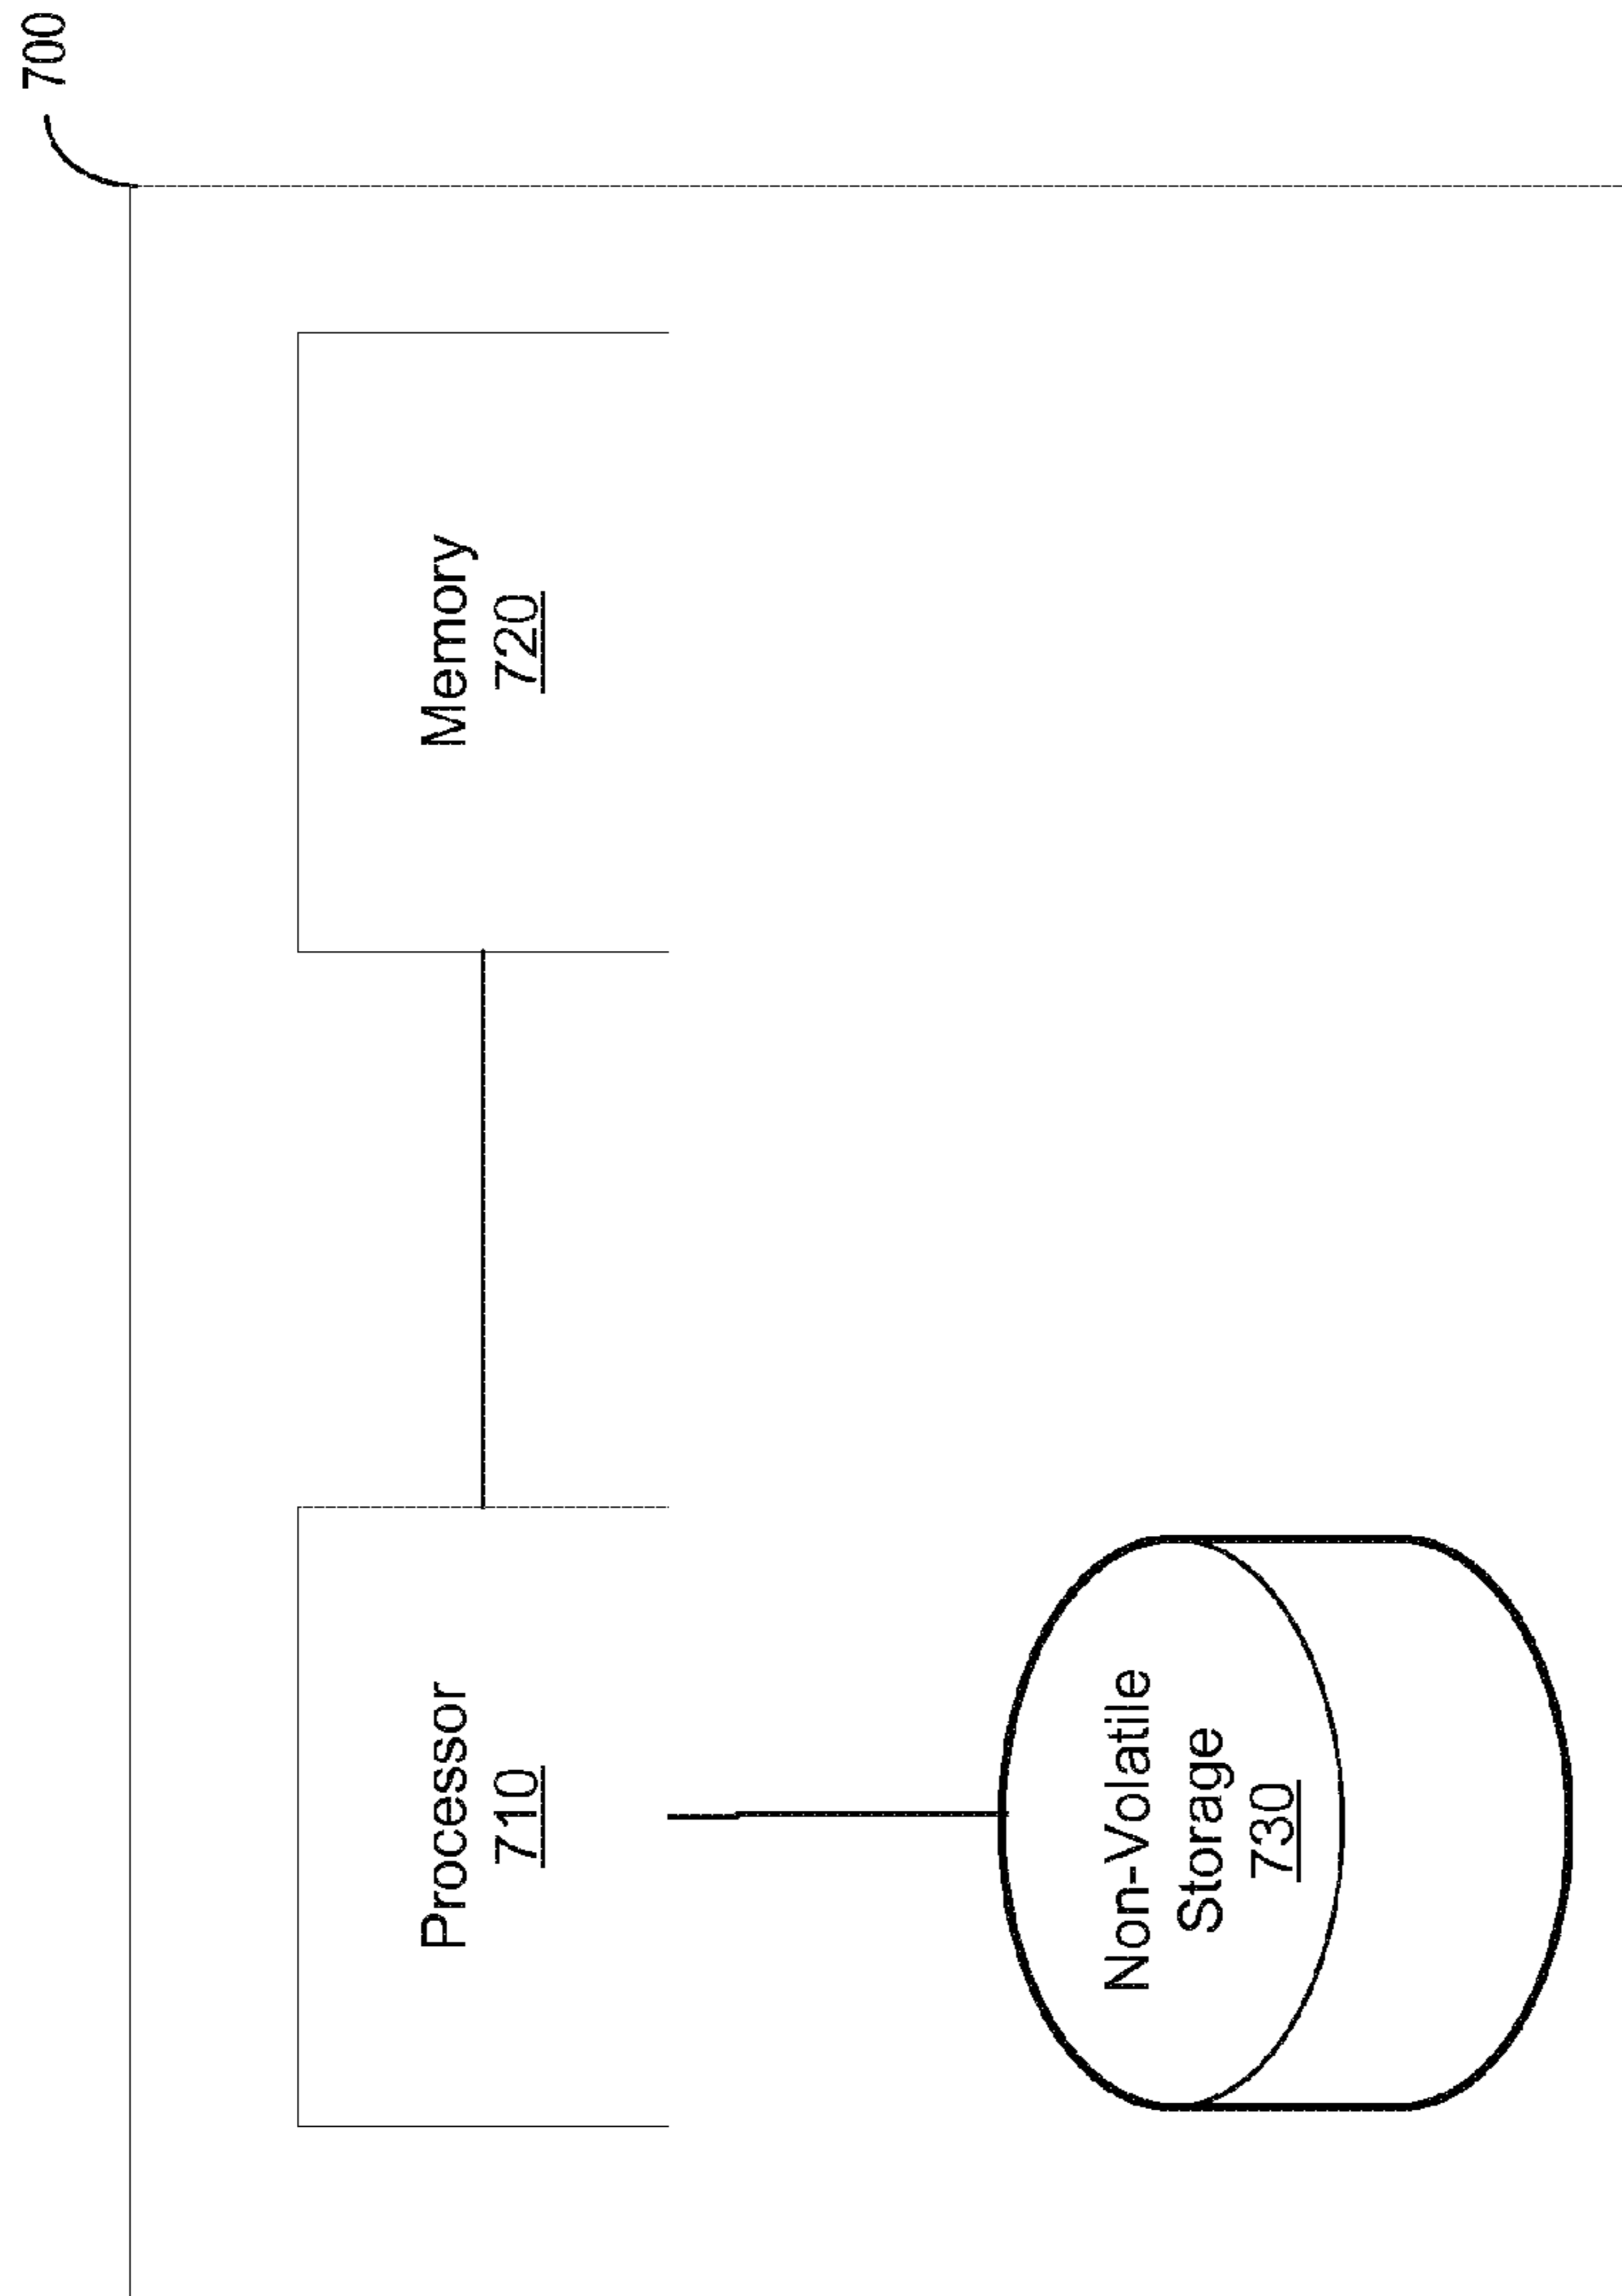 700
Processor
710
Memory
720
Non-Volatile
Storage
730